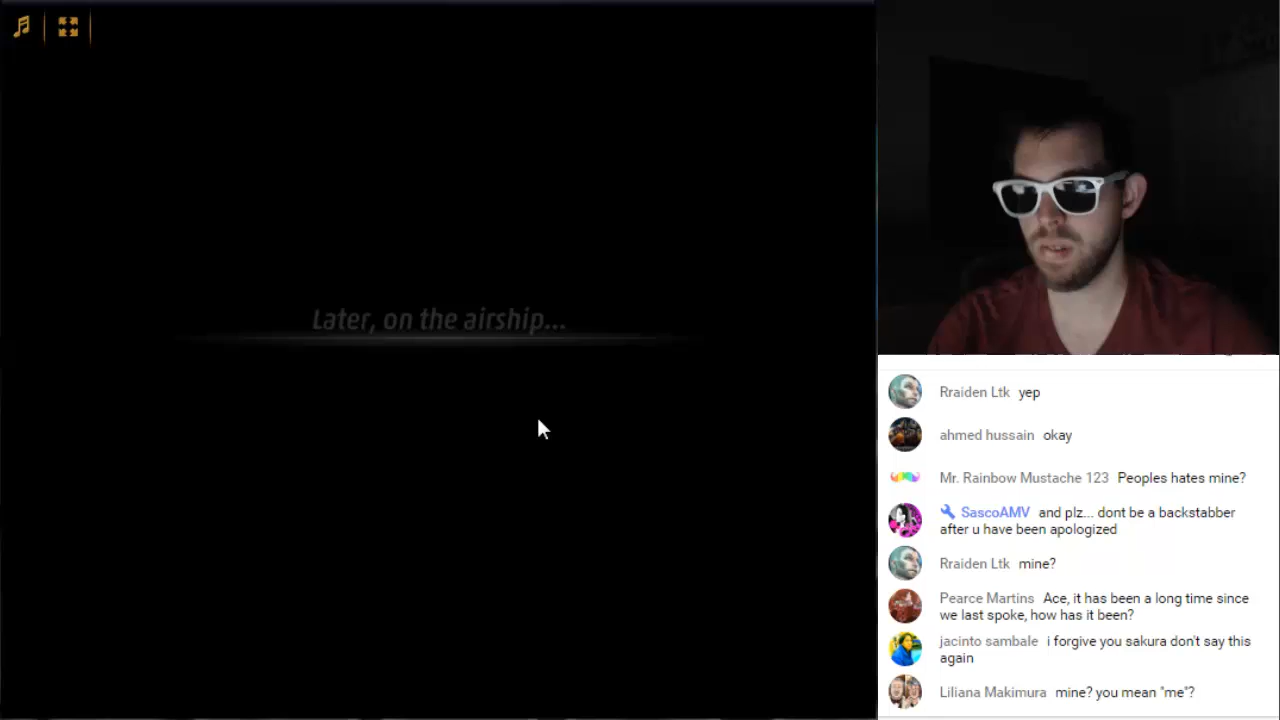 Later, on the airship...
Rraiden Ltk yep
ahmed hussain okay
Mr. Rainbow Mustache 123 Peoples hates mine?
SascoAMV and plz... dont be a backstabber
after u have been apologized
Rraiden Ltk mine?
Pearce Martins Ace, it has been a long time since
we last spoke, how has it been?
jacinto sambale i forgive you sakura don't say this
again
Liliana Makimura mine? you mean "me"?